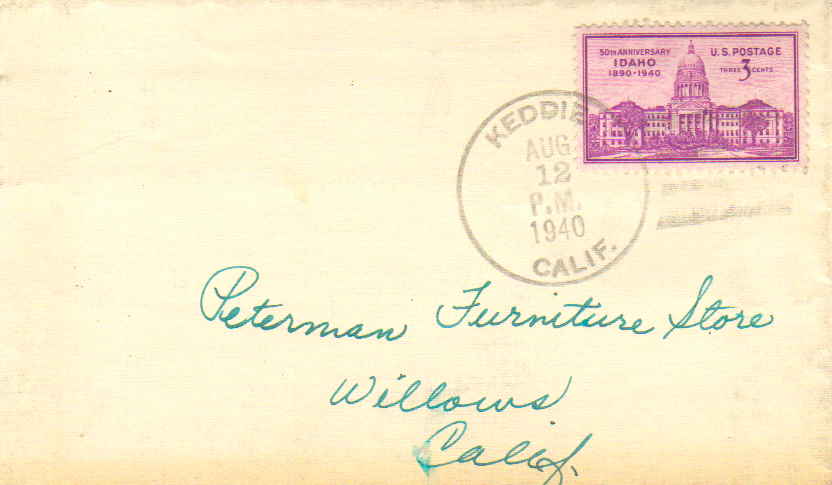 50TH ANNIVERSARY
IDAHO
1890-1940
U.S. POSTAGE
THREE 3 CENTS
KEDDIE
AUG
12
P.M.
1940
CALIF.
Peterman Furniture Store
Willows
Calif.